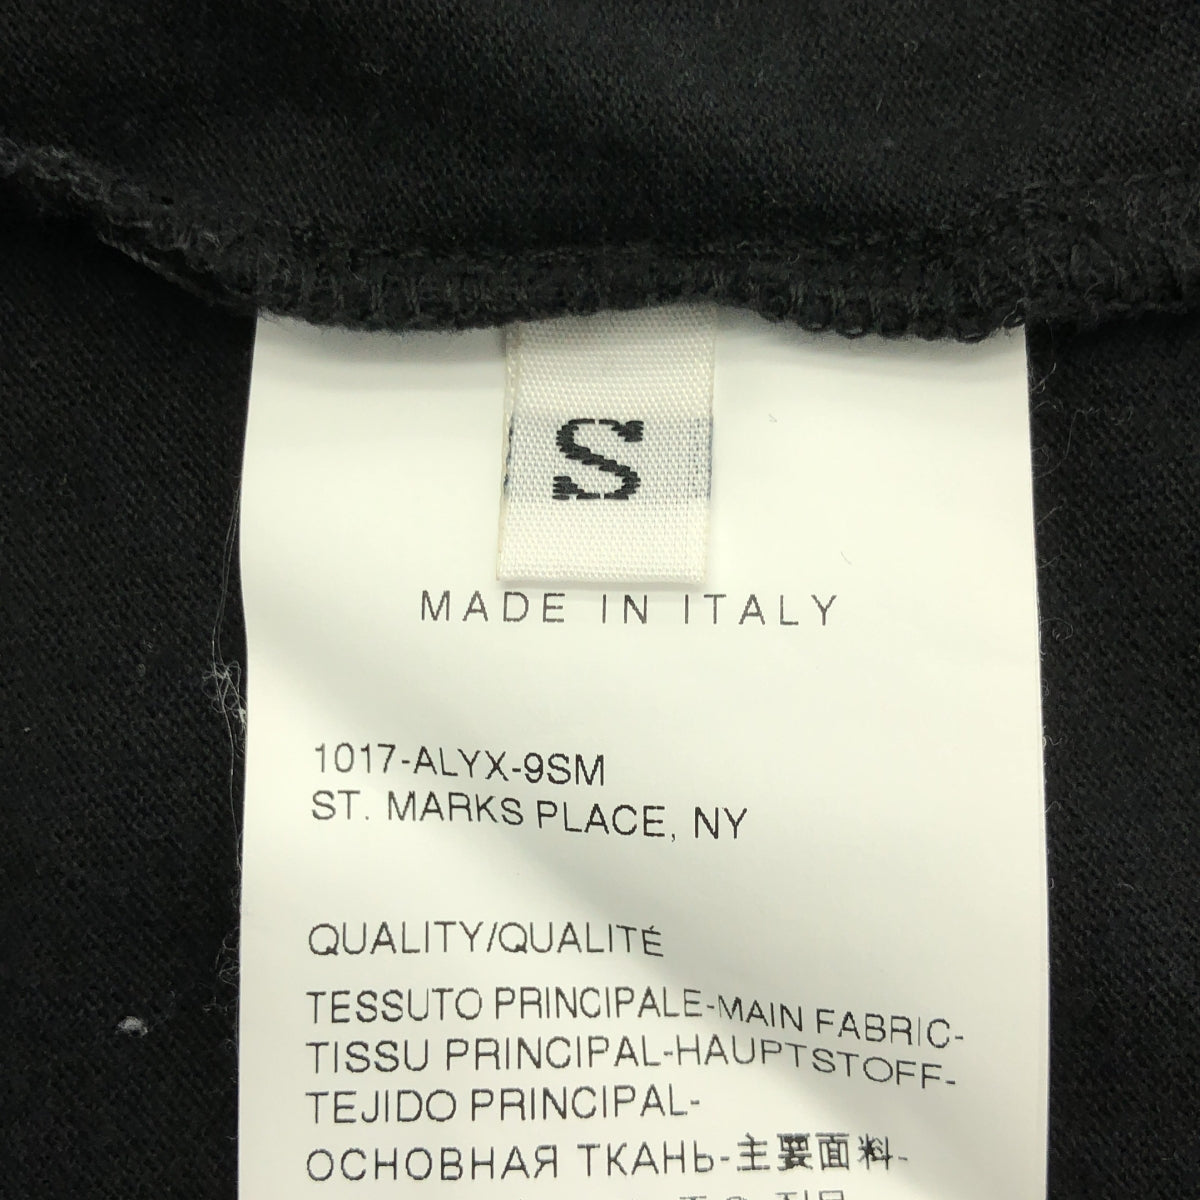 S
MADE IN ITALY
1017-ALYX-9SM
ST. MARKS PLACE, NY
QUALITY/QUALITÉ
TESSUTO PRINCIPALE-MAIN FABRIC-
TISSU PRINCIPAL-HAUPTSTOFF-
TEJIDO PRINCIPAL-
ОСНОВНАЯ ТКАНЬ-主要面料-